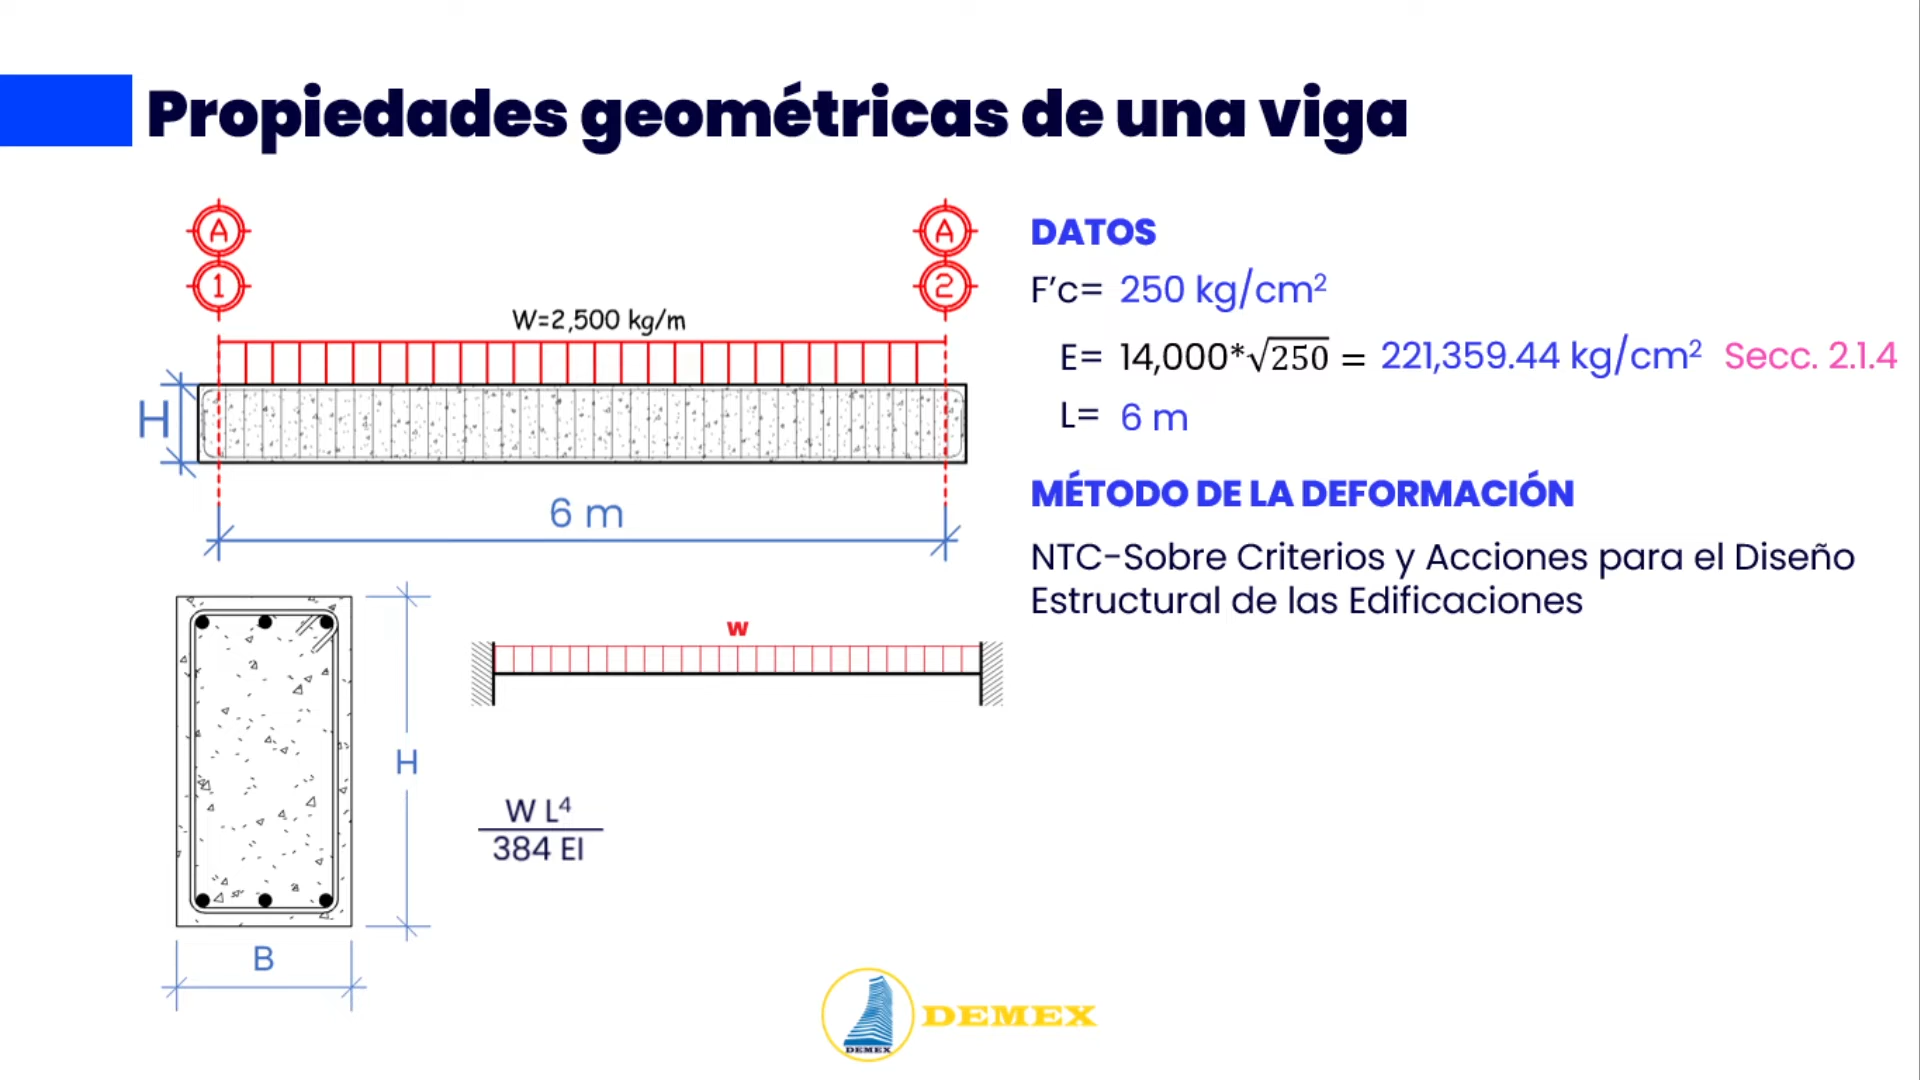 Propiedades geométricas de una viga
A
1
A
2
W=2,500 kg/m
H
6 m
DATOS
F’c= 250 kg/cm²
E= 14,000*√250 = 221,359.44 kg/cm² Secc. 2.1.4
L= 6 m
MÉTODO DE LA DEFORMACIÓN
NTC-Sobre Criterios y Acciones para el Diseño
Estructural de las Edificaciones
w
H
W L⁴
384 EI
B
DEMEX
DEMEX